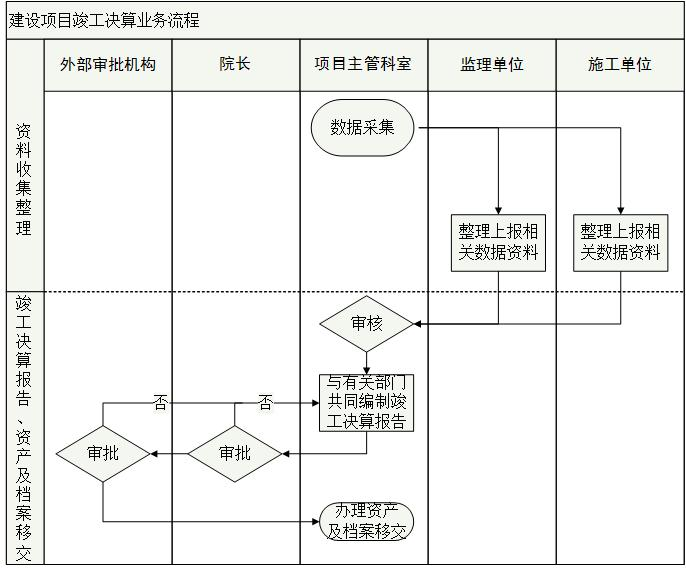 建设项目竣工决算业务流程
外部审批机构
院长
项目主管科室
监理单位
施工单位
资料收集整理
数据采集
整理上报相
关数据资料
整理上报相
关数据资料
竣工决算报告、资产及档案移交
审核
与有关部门
共同编制竣
工决算报告
否
否
审批
审批
办理资产
及档案移交